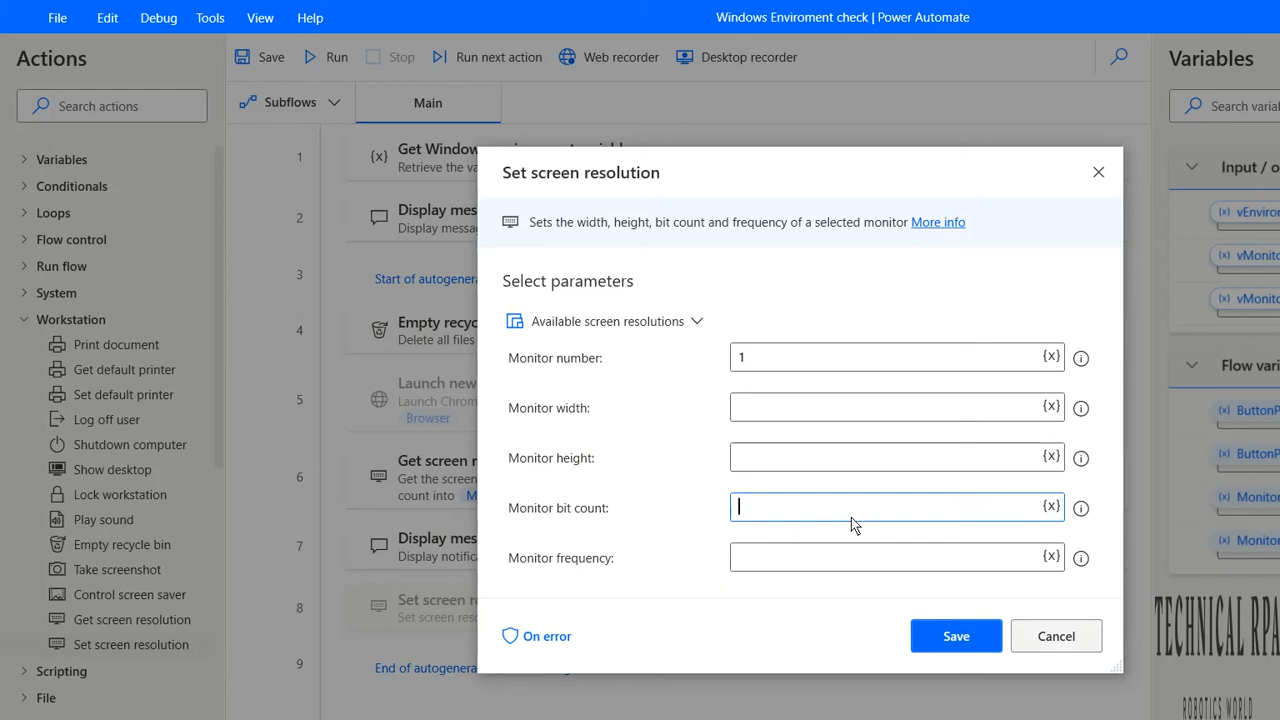 File Edit Debug Tools View Help
Windows Enviroment check | Power Automate
Actions
Search actions
Variables
Conditionals
Loops
Flow control
Run flow
System
Workstation
Print document
Get default printer
Set default printer
Log off user
Shutdown computer
Show desktop
Lock workstation
Play sound
Empty recycle bin
Take screenshot
Control screen saver
Get screen resolution
Set screen resolution
Scripting
File
Save Run Stop Run next action Web recorder Desktop recorder
Subflows Main
1 {x} Get Window
Retrieve the va
2 Display mes
Display messag
3 Start of autogenera
4 Empty recyc
Delete all files
5 Launch new
Launch Chrom
Browser
6 Get screen r
Get the screen
count into M
7 Display mes
Display notific
8 Set screen re
Set screen reso
9 End of autogenera
Set screen resolution
Sets the width, height, bit count and frequency of a selected monitor More info
Select parameters
Available screen resolutions
Monitor number: 1 {x}
Monitor width: {x}
Monitor height: {x}
Monitor bit count: {x}
Monitor frequency: {x}
On error Save Cancel
Variables
Search variab
Input / o
{x} vEnviron
{x} vMonito
{x} vMonito
Flow vari
{x} ButtonP
{x} ButtonP
{x} Monitor
{x} Monitor
TECHNICAL RPA
ROBOTICS WORLD